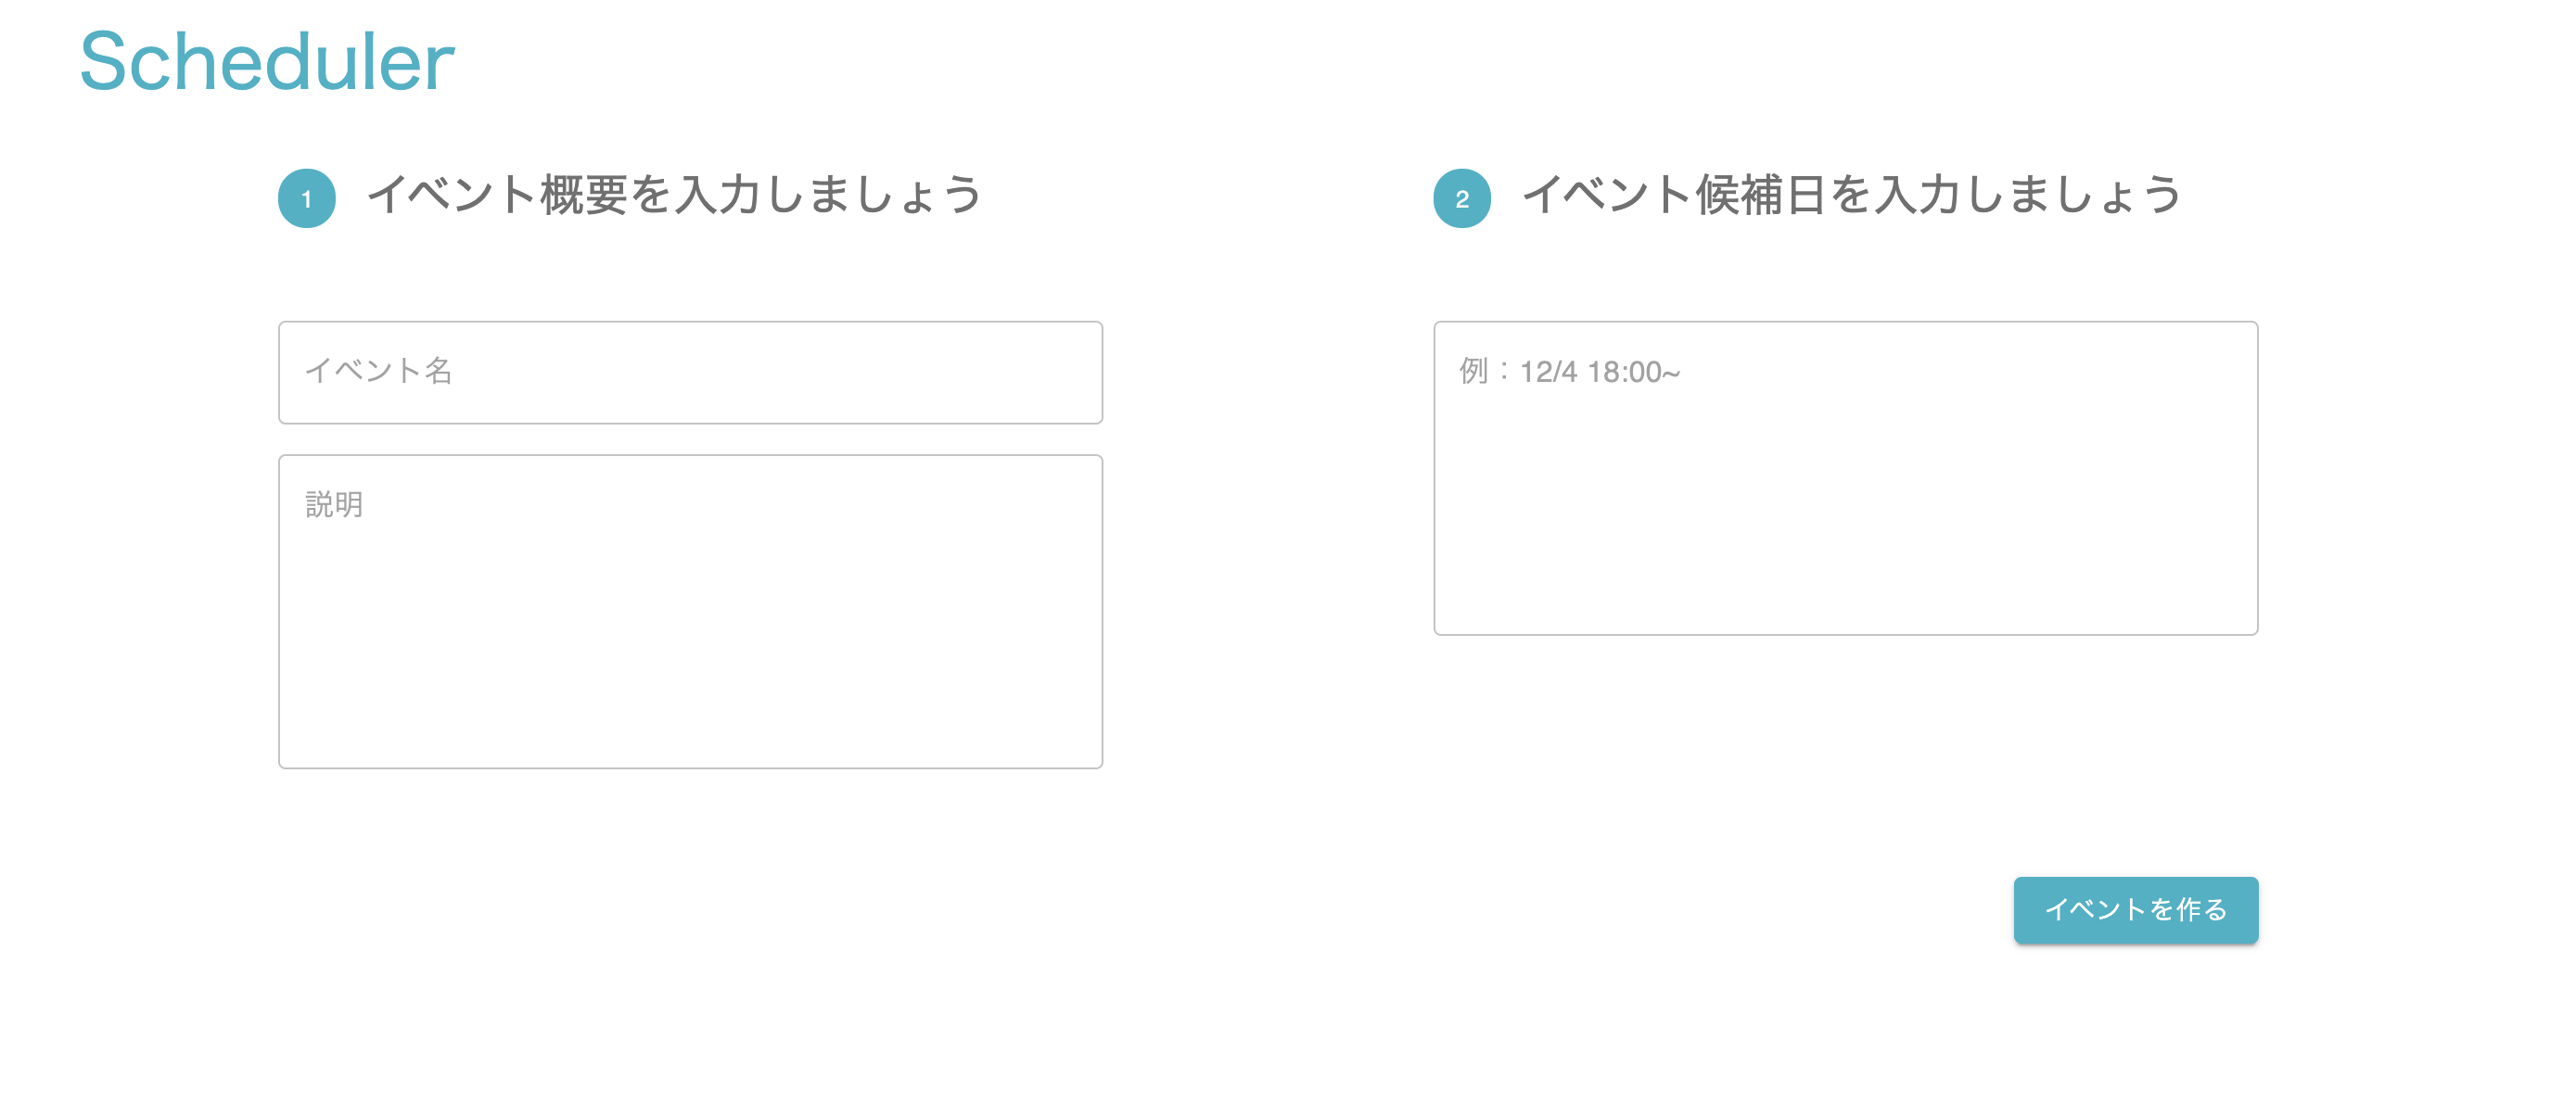 Scheduler
1 イベント概要を入力しましょう
イベント名
説明
2 イベント候補日を入力しましょう
例：12/4 18:00~
イベントを作る